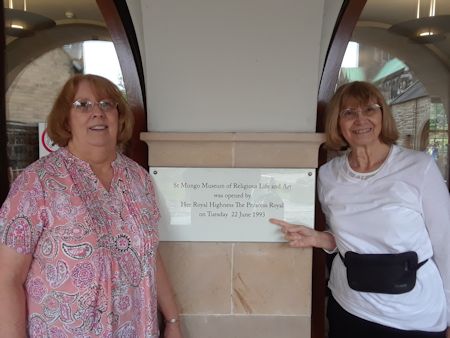 St Mungo Museum of Religious Life and Art
was opened by
Her Royal Highness The Princess Royal
on Tuesday 22 June 1993